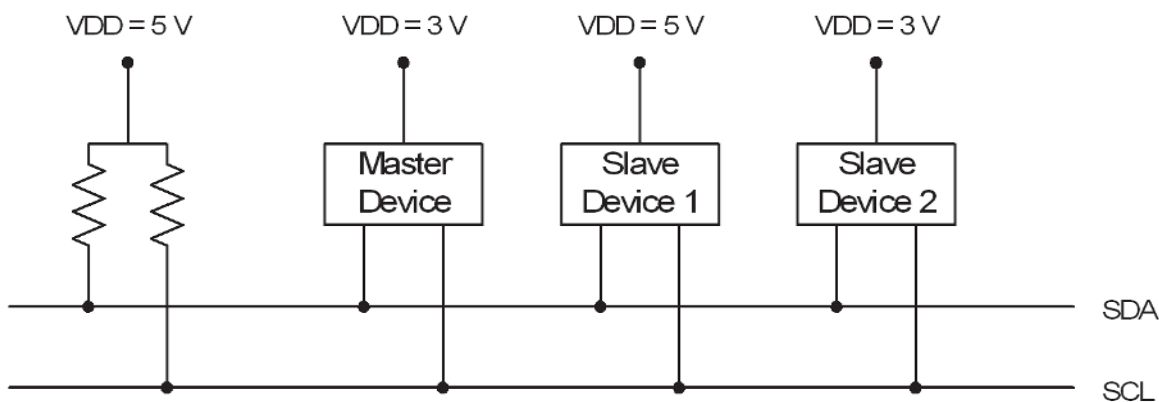 VDD = 5 V
VDD = 3 V
VDD = 5 V
VDD = 3 V
Master
Device
Slave
Device 1
Slave
Device 2
SDA
SCL